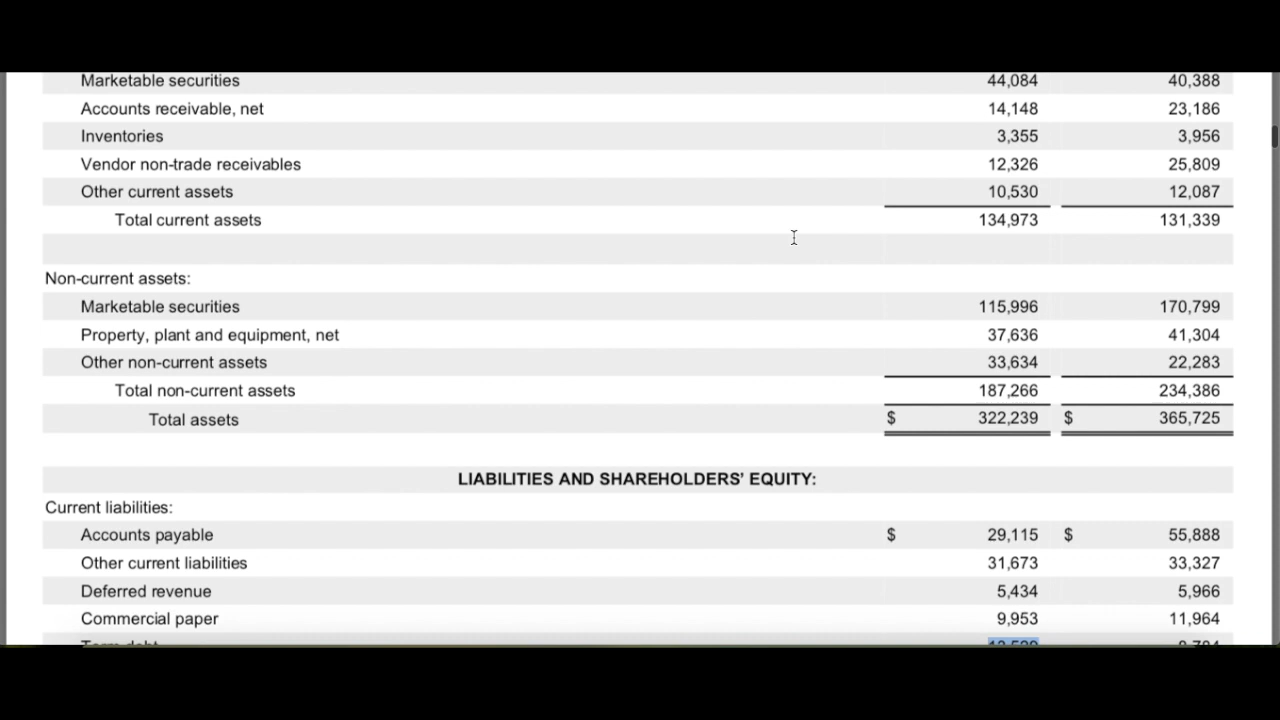 Marketable securities 44,084 40,388
Accounts receivable, net 14,148 23,186
Inventories 3,355 3,956
Vendor non-trade receivables 12,326 25,809
Other current assets 10,530 12,087
Total current assets 134,973 131,339
Non-current assets:
Marketable securities 115,996 170,799
Property, plant and equipment, net 37,636 41,304
Other non-current assets 33,634 22,283
Total non-current assets 187,266 234,386
Total assets $ 322,239 $ 365,725
LIABILITIES AND SHAREHOLDERS’ EQUITY:
Current liabilities:
Accounts payable $ 29,115 $ 55,888
Other current liabilities 31,673 33,327
Deferred revenue 5,434 5,966
Commercial paper 9,953 11,964
Term debt